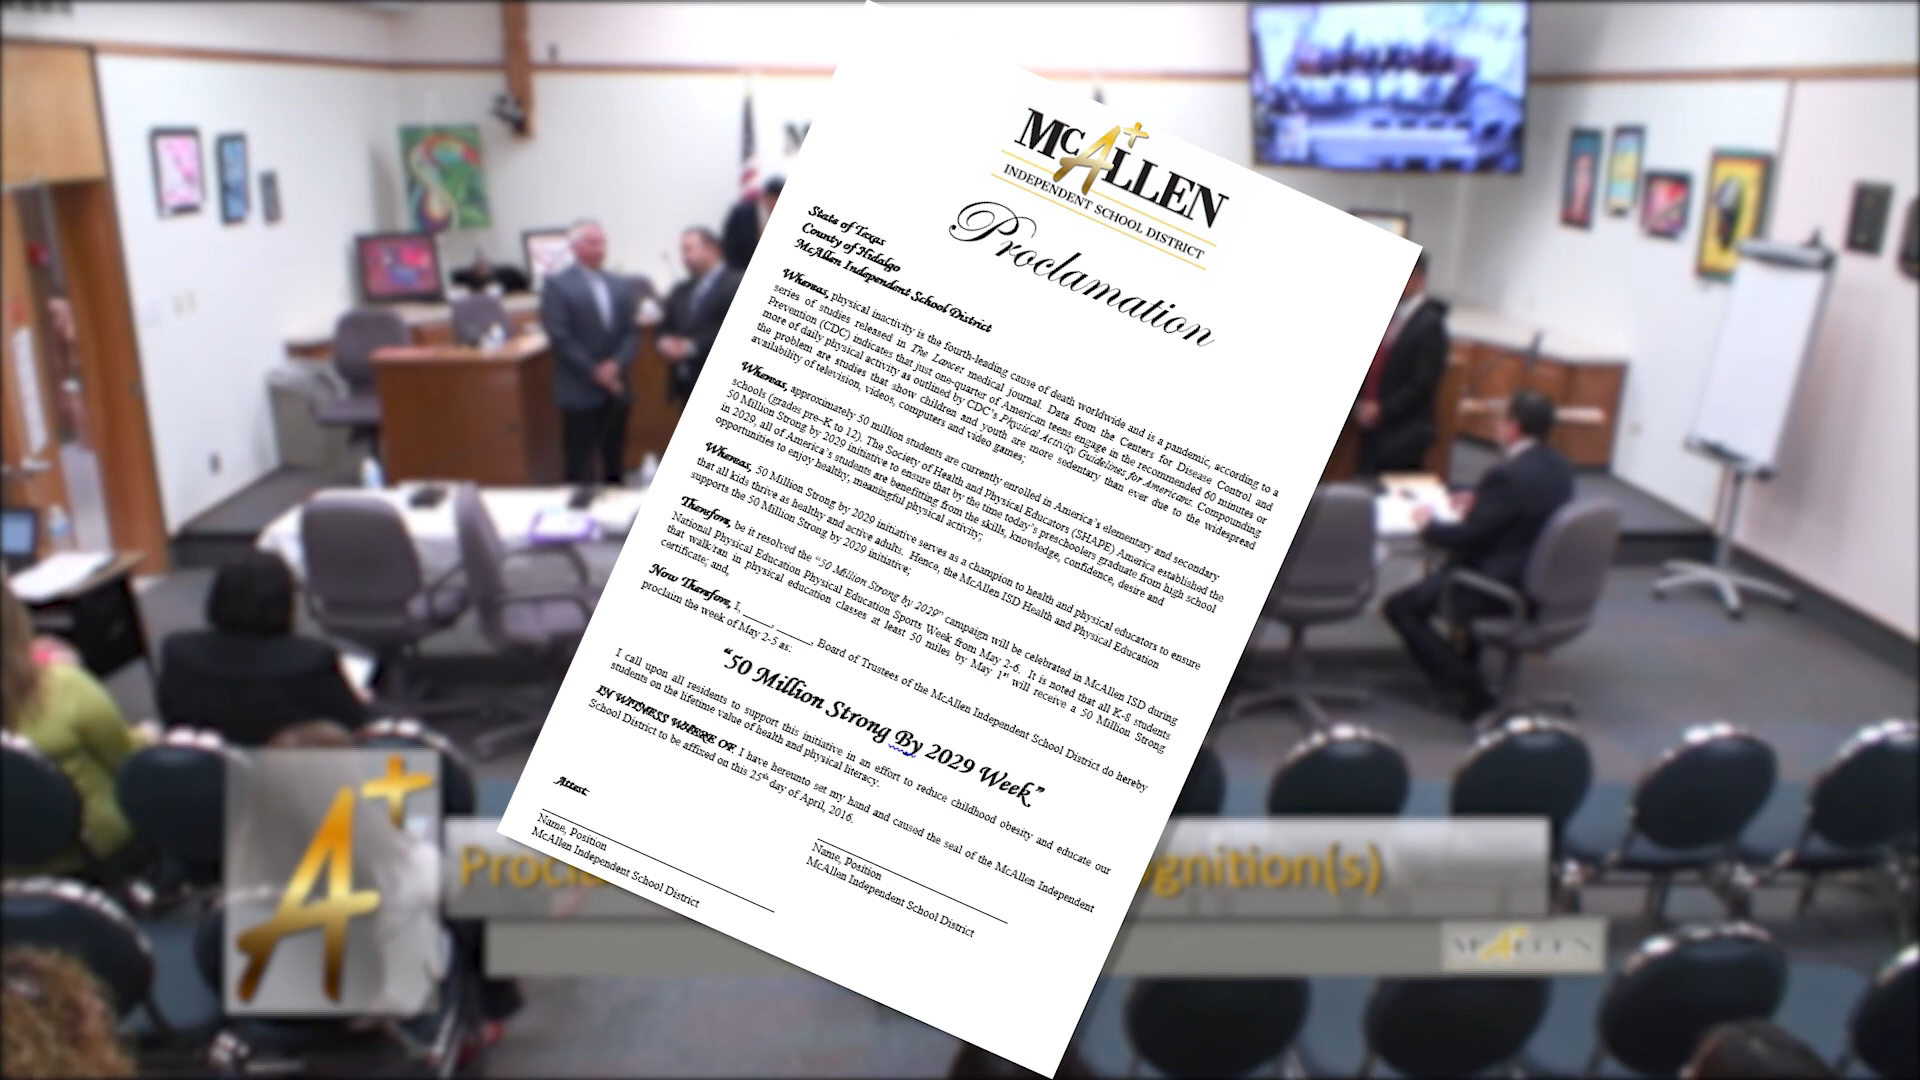 McALLEN
INDEPENDENT SCHOOL DISTRICT
Proclamation
State of Texas
County of Hidalgo
McAllen Independent School District
Whereas, physical inactivity is the fourth-leading cause of death worldwide and is a pandemic, according to a
series of studies released in The Lancet medical journal. Data from the Centers for Disease Control and
Prevention (CDC) indicates that just one-quarter of American teens engage in the recommended 60 minutes or
more of daily physical activity as outlined by CDC's Physical Activity Guidelines for Americans. Compounding
the problem are studies that show children and youth are more sedentary than ever due to the widespread
availability of television, videos, computers and video games;
Whereas, approximately 50 million students are currently enrolled in America's elementary and secondary
schools (grades pre-K to 12). The Society of Health and Physical Educators (SHAPE) America established the
50 Million Strong by 2029 initiative to ensure that by the time today's preschoolers graduate from high school
in 2029, all of America's students are benefitting from the skills, knowledge, confidence, desire and
opportunities to enjoy healthy, meaningful physical activity;
Whereas, 50 Million Strong by 2029 initiative serves as a champion to health and physical educators to ensure
that all kids thrive as healthy and active adults. Hence, the McAllen ISD Health and Physical Education
supports the 50 Million Strong by 2029 initiative;
Therefore, be it resolved the "50 Million Strong by 2029" campaign will be celebrated in McAllen ISD during
National Physical Education Physical Education Sports Week from May 2-6. It is noted that all K-8 students
that walk/ran in physical education classes at least 50 miles by May 1st will receive a 50 Million Strong
certificate; and,
Now Therefore, I, ______, ______, Board of Trustees of the McAllen Independent School District do hereby
proclaim the week of May 2-5 as:
"50 Million Strong By 2029 Week."
I call upon all residents to support this initiative in an effort to reduce childhood obesity and educate our
students on the lifetime value of health and physical literacy.
IN WITNESS WHERE OF, I have hereunto set my hand and caused the seal of the McAllen Independent
School District to be affixed on this 25th day of April, 2016.
Attest:
Name, Position
McAllen Independent School District
Name, Position
McAllen Independent School District
A+
Procl
gnition(s)
McALLEN